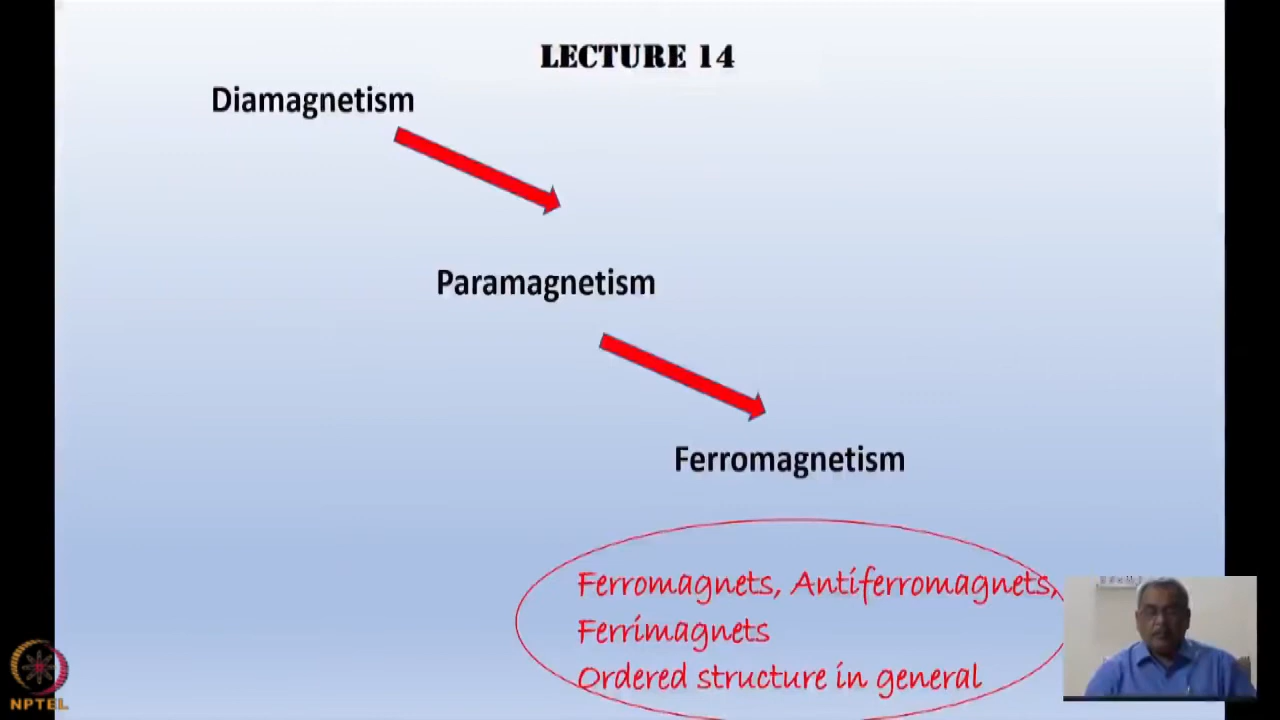 LECTURE 14
Diamagnetism
Paramagnetism
Ferromagnetism
Ferromagnets, Antiferromagnets,
Ferrimagnets
Ordered structure in general
NPTEL